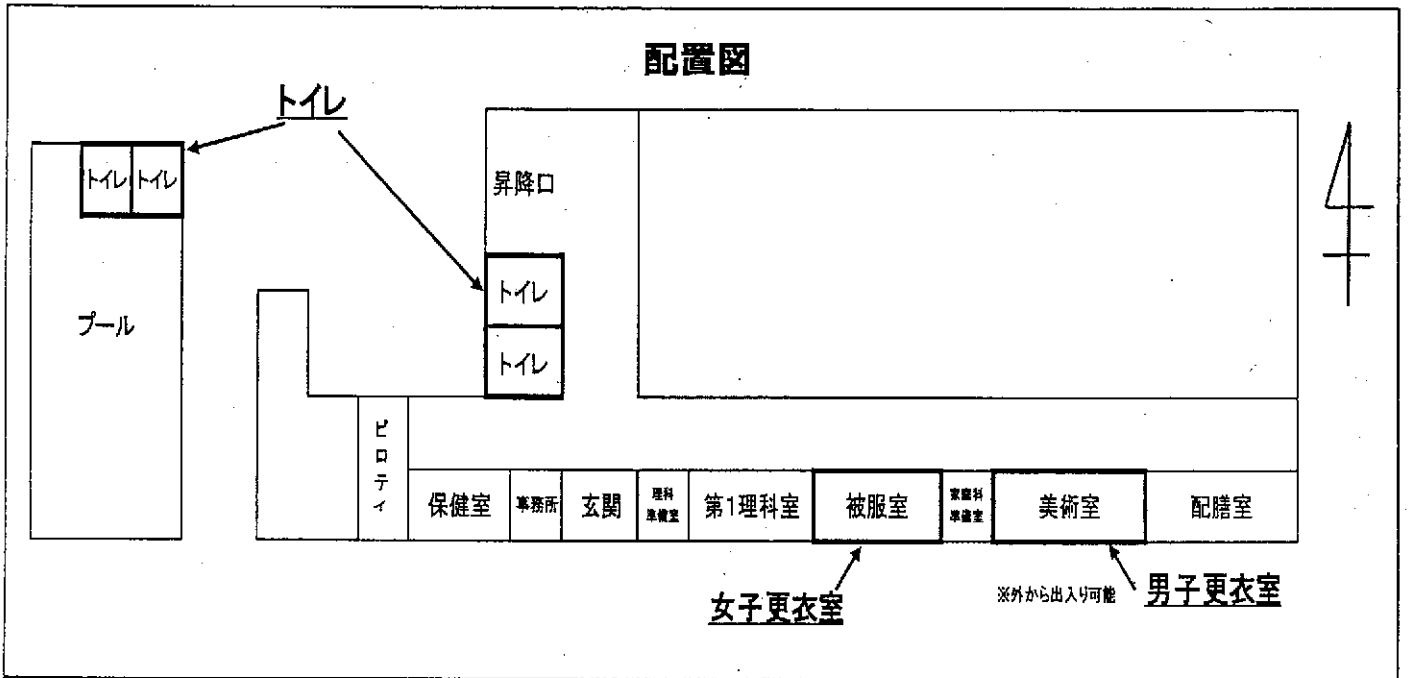 配置図
トイレ
トイレ トイレ
昇降口
トイレ
プール
トイレ
ピロティ
保健室
事務所
玄関
理科
準備室
第1理科室
被服室
家庭科
準備室
美術室
配膳室
女子更衣室
※外から出入り可能
男子更衣室